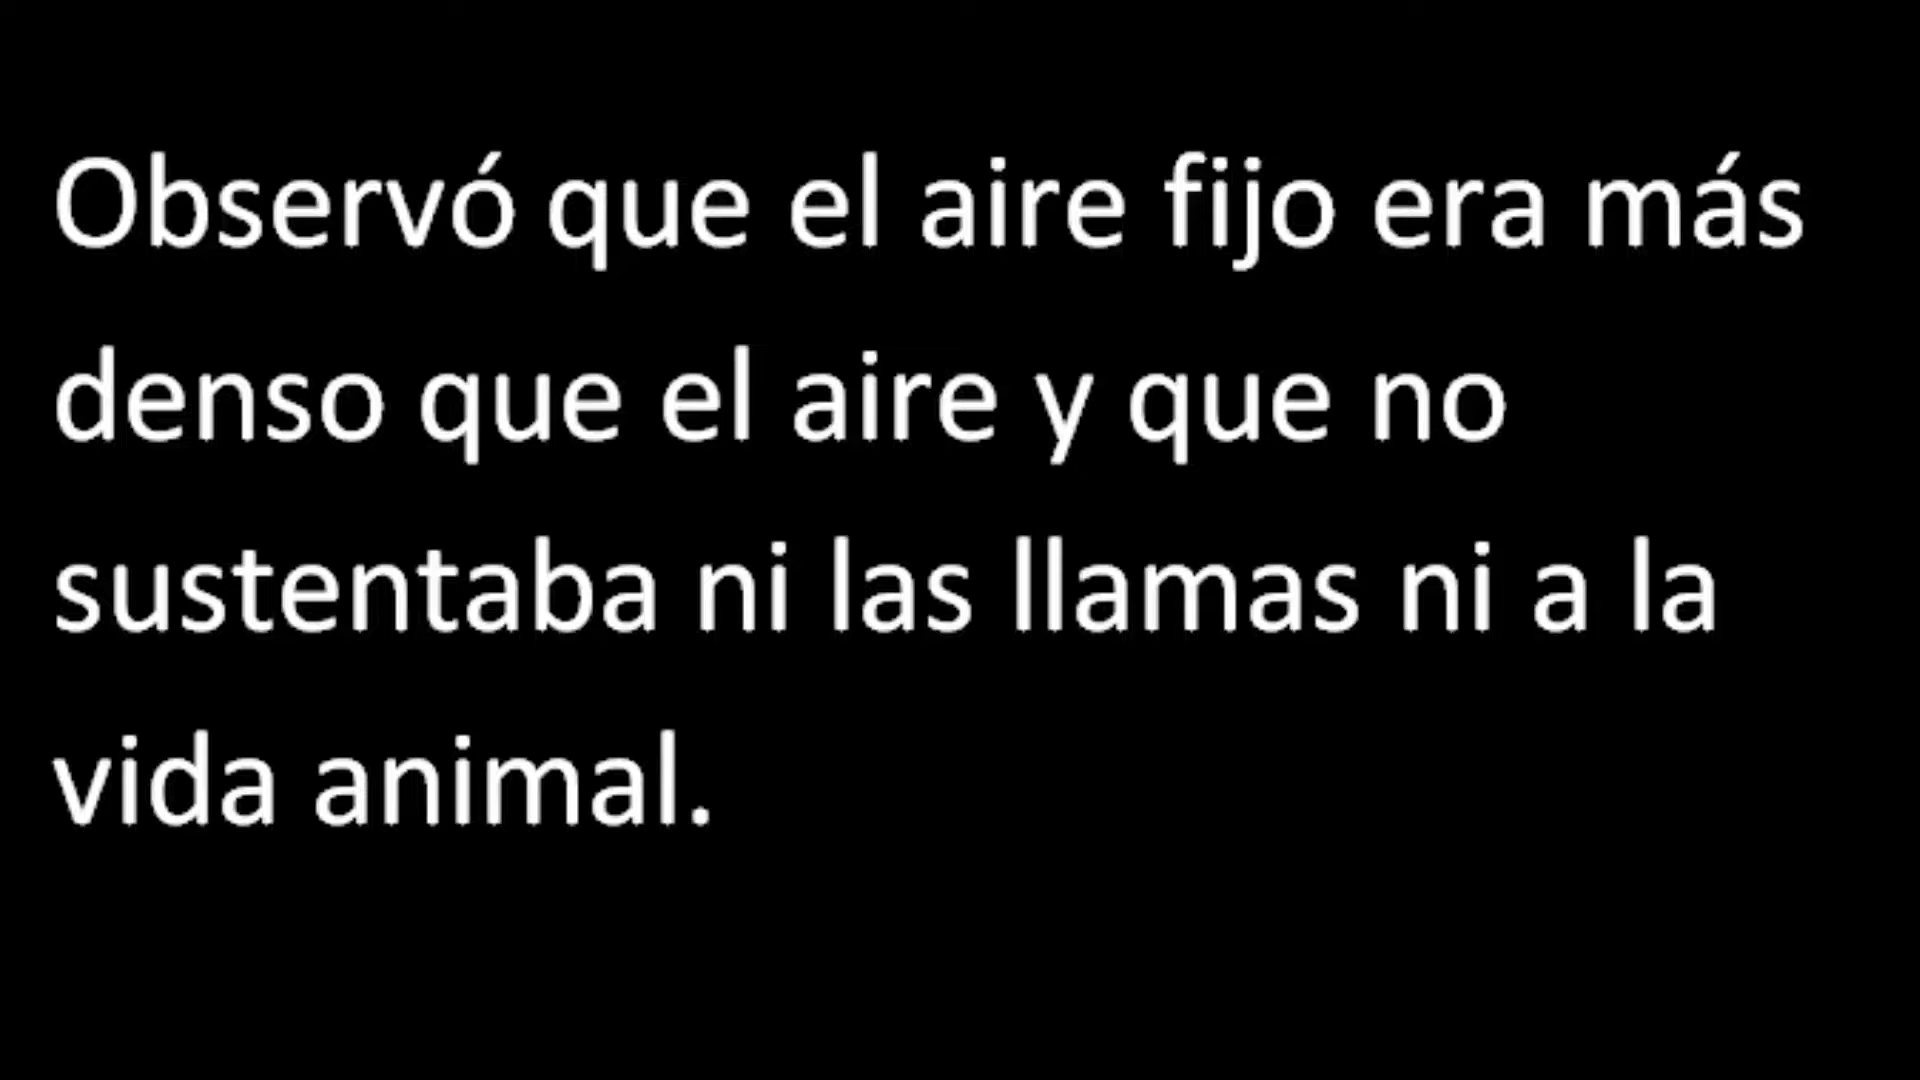 Observó que el aire fijo era más
denso que el aire y que no
sustentaba ni las llamas ni a la
vida animal.